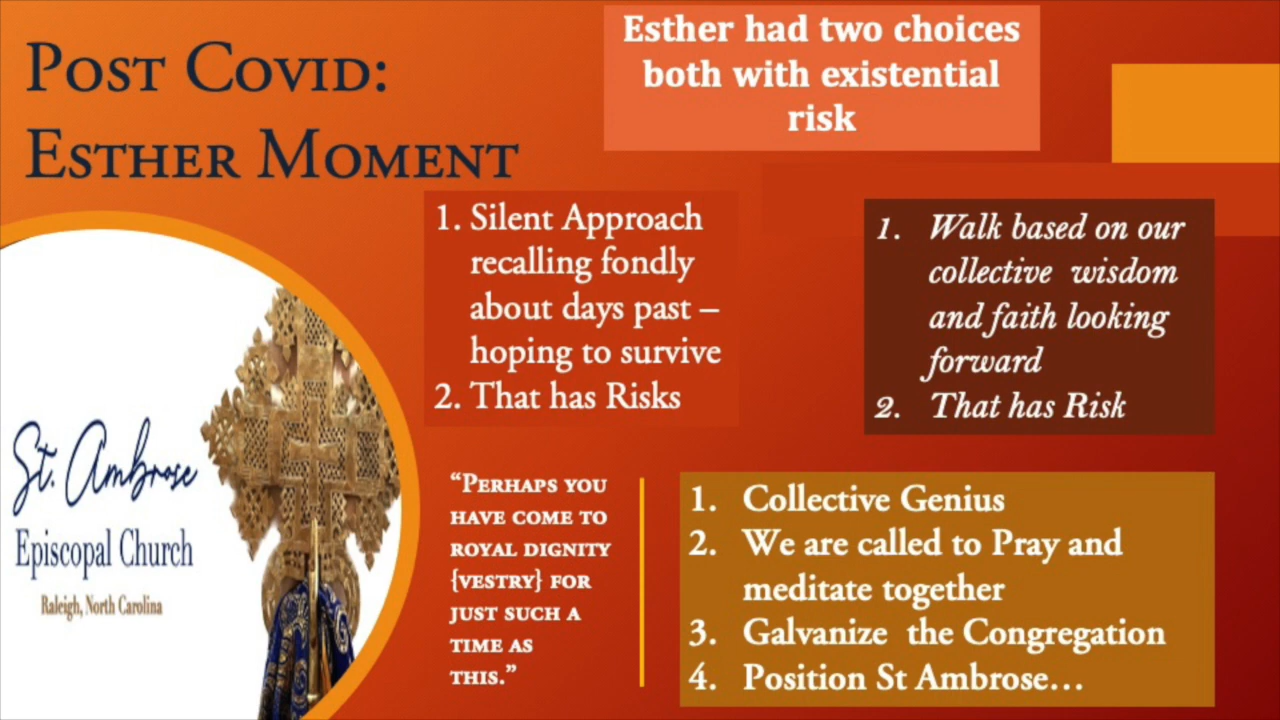 Post Covid:
Esther Moment
Esther had two choices
both with existential
risk
1. Silent Approach
recalling fondly
about days past –
hoping to survive
2. That has Risks
1. Walk based on our
collective wisdom
and faith looking
forward
2. That has Risk
St. Ambrose
Episcopal Church
Raleigh, North Carolina
“Perhaps you
have come to
royal dignity
{vestry} for
just such a
time as
this.”
1. Collective Genius
2. We are called to Pray and
meditate together
3. Galvanize the Congregation
4. Position St Ambrose…